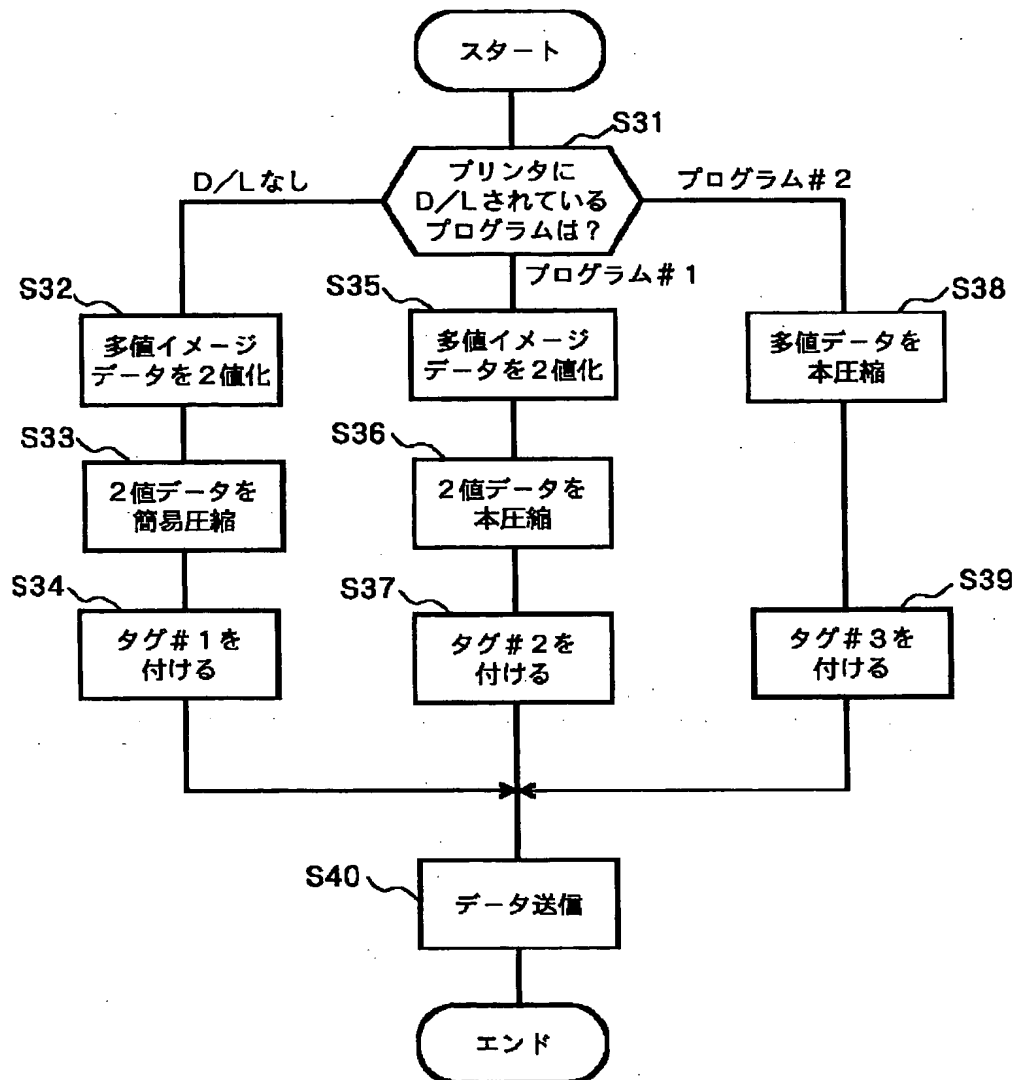 スタート
S31
プリンタに
D/Lされている
プログラムは?
D/Lなし
プログラム#2
プログラム#1
S32
多値イメージ
データを2値化
S35
多値イメージ
データを2値化
S38
多値データを
本圧縮
S33
2値データを
簡易圧縮
S36
2値データを
本圧縮
S34
タグ#1を
付ける
S37
タグ#2を
付ける
S39
タグ#3を
付ける
S40
データ送信
エンド